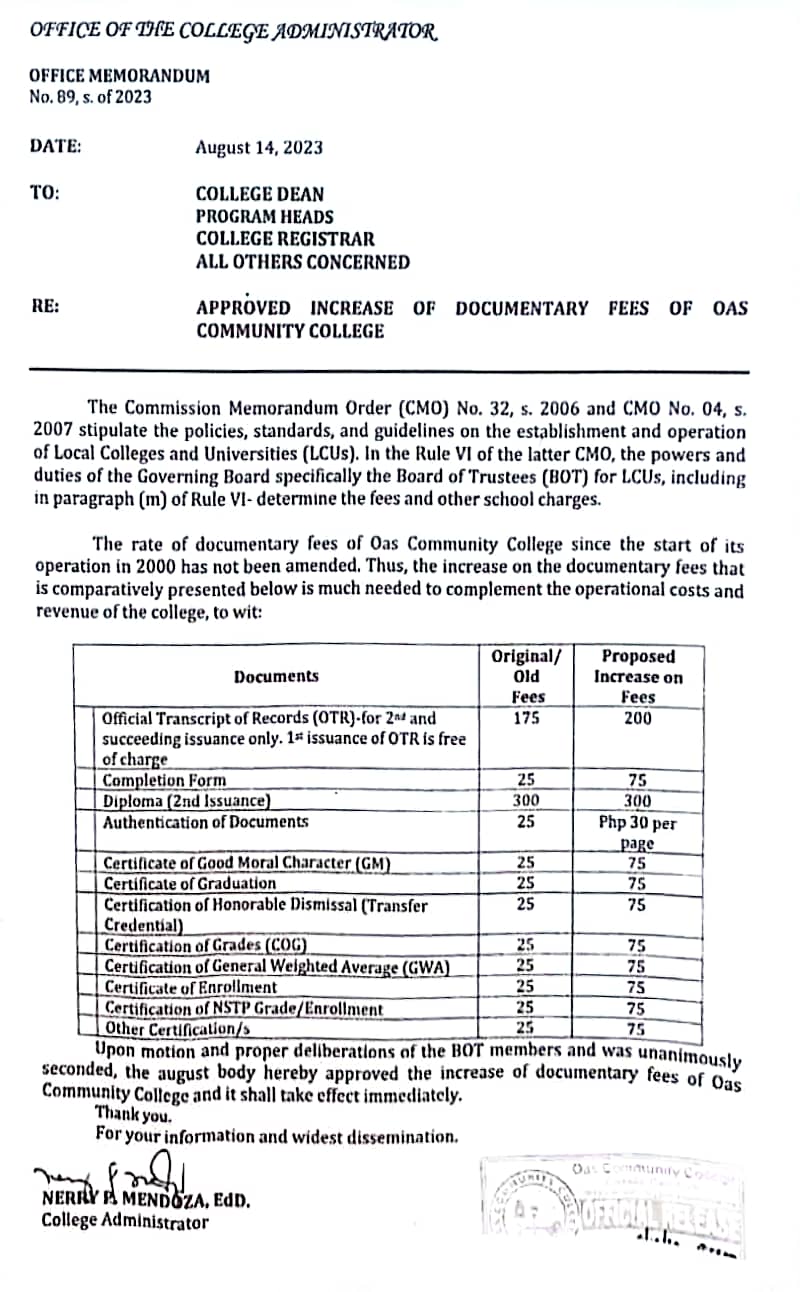 OFFICE OF THE COLLEGE ADMINISTRATOR
OFFICE MEMORANDUM
No. 89, s. of 2023
DATE: August 14, 2023
TO: COLLEGE DEAN
PROGRAM HEADS
COLLEGE REGISTRAR
ALL OTHERS CONCERNED
RE: APPROVED INCREASE OF DOCUMENTARY FEES OF OAS
COMMUNITY COLLEGE
The Commission Memorandum Order (CMO) No. 32, s. 2006 and CMO No. 04, s.
2007 stipulate the policies, standards, and guidelines on the establishment and operation
of Local Colleges and Universities (LCUs). In the Rule VI of the latter CMO, the powers and
duties of the Governing Board specifically the Board of Trustees (BOT) for LCUs, including
in paragraph (m) of Rule VI- determine the fees and other school charges.
The rate of documentary fees of Oas Community College since the start of its
operation in 2000 has not been amended. Thus, the increase on the documentary fees that
is comparatively presented below is much needed to complement the operational costs and
revenue of the college, to wit:
Documents Original/ Old Fees Proposed Increase on Fees
Official Transcript of Records (OTR)-for 2nd and 175 200
succeeding issuance only. 1st issuance of OTR is free
of charge
Completion Form 25 75
Diploma (2nd Issuance) 300 300
Authentication of Documents 25 Php 30 per
page
Certificate of Good Moral Character (GM) 25 75
Certificate of Graduation 25 75
Certification of Honorable Dismissal (Transfer 25 75
Credential)
Certification of Grades (COG) 25 75
Certification of General Weighted Average (GWA) 25 75
Certificate of Enrollment 25 75
Certification of NSTP Grade/Enrollment 25 75
Other Certification/s 25 75
Upon motion and proper deliberations of the BOT members and was unanimously
seconded, the august body hereby approved the increase of documentary fees of Oas
Community College and it shall take effect immediately.
Thank you.
For your information and widest dissemination.
NERRY P. MENDOZA, EdD.
College Administrator
Oas Community College
OFFICIAL RELEASE